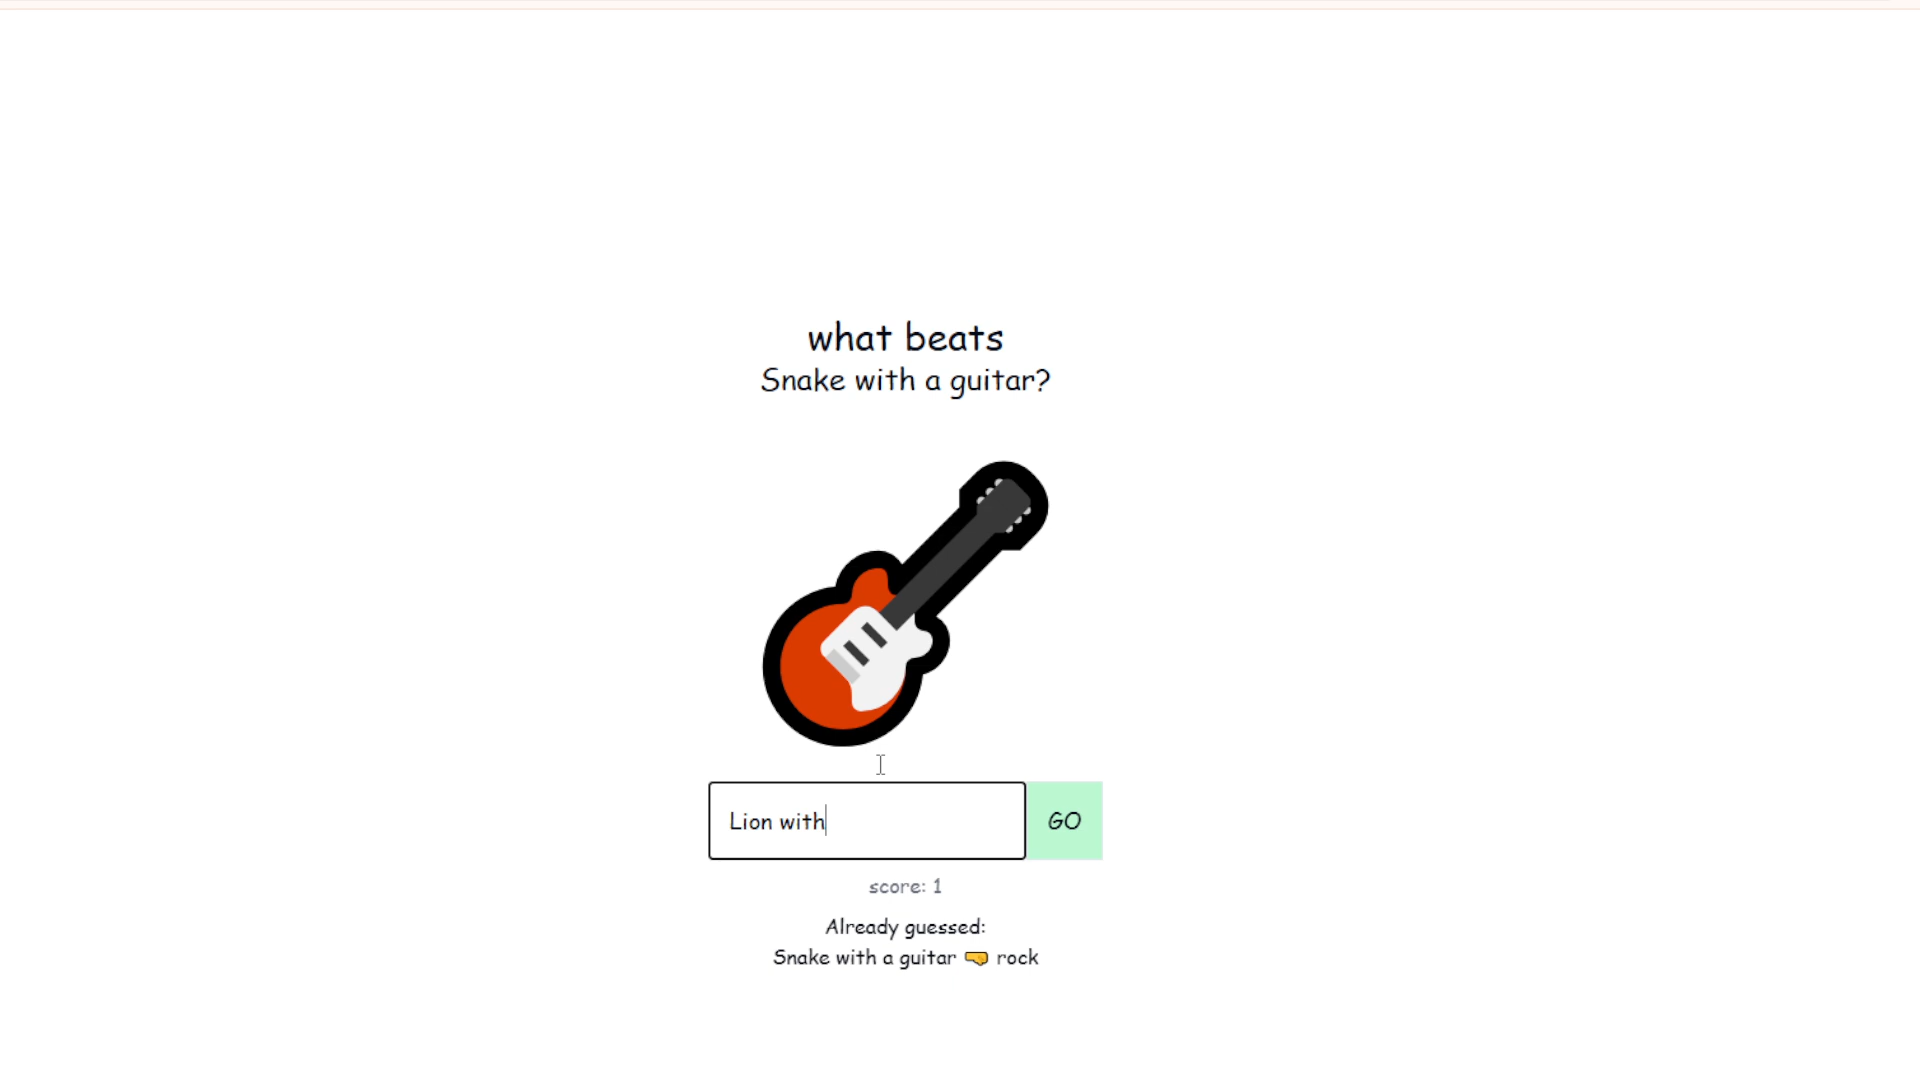 what beats
Snake with a guitar?
Lion with
GO
score: 1
Already guessed:
Snake with a guitar 🤜 rock